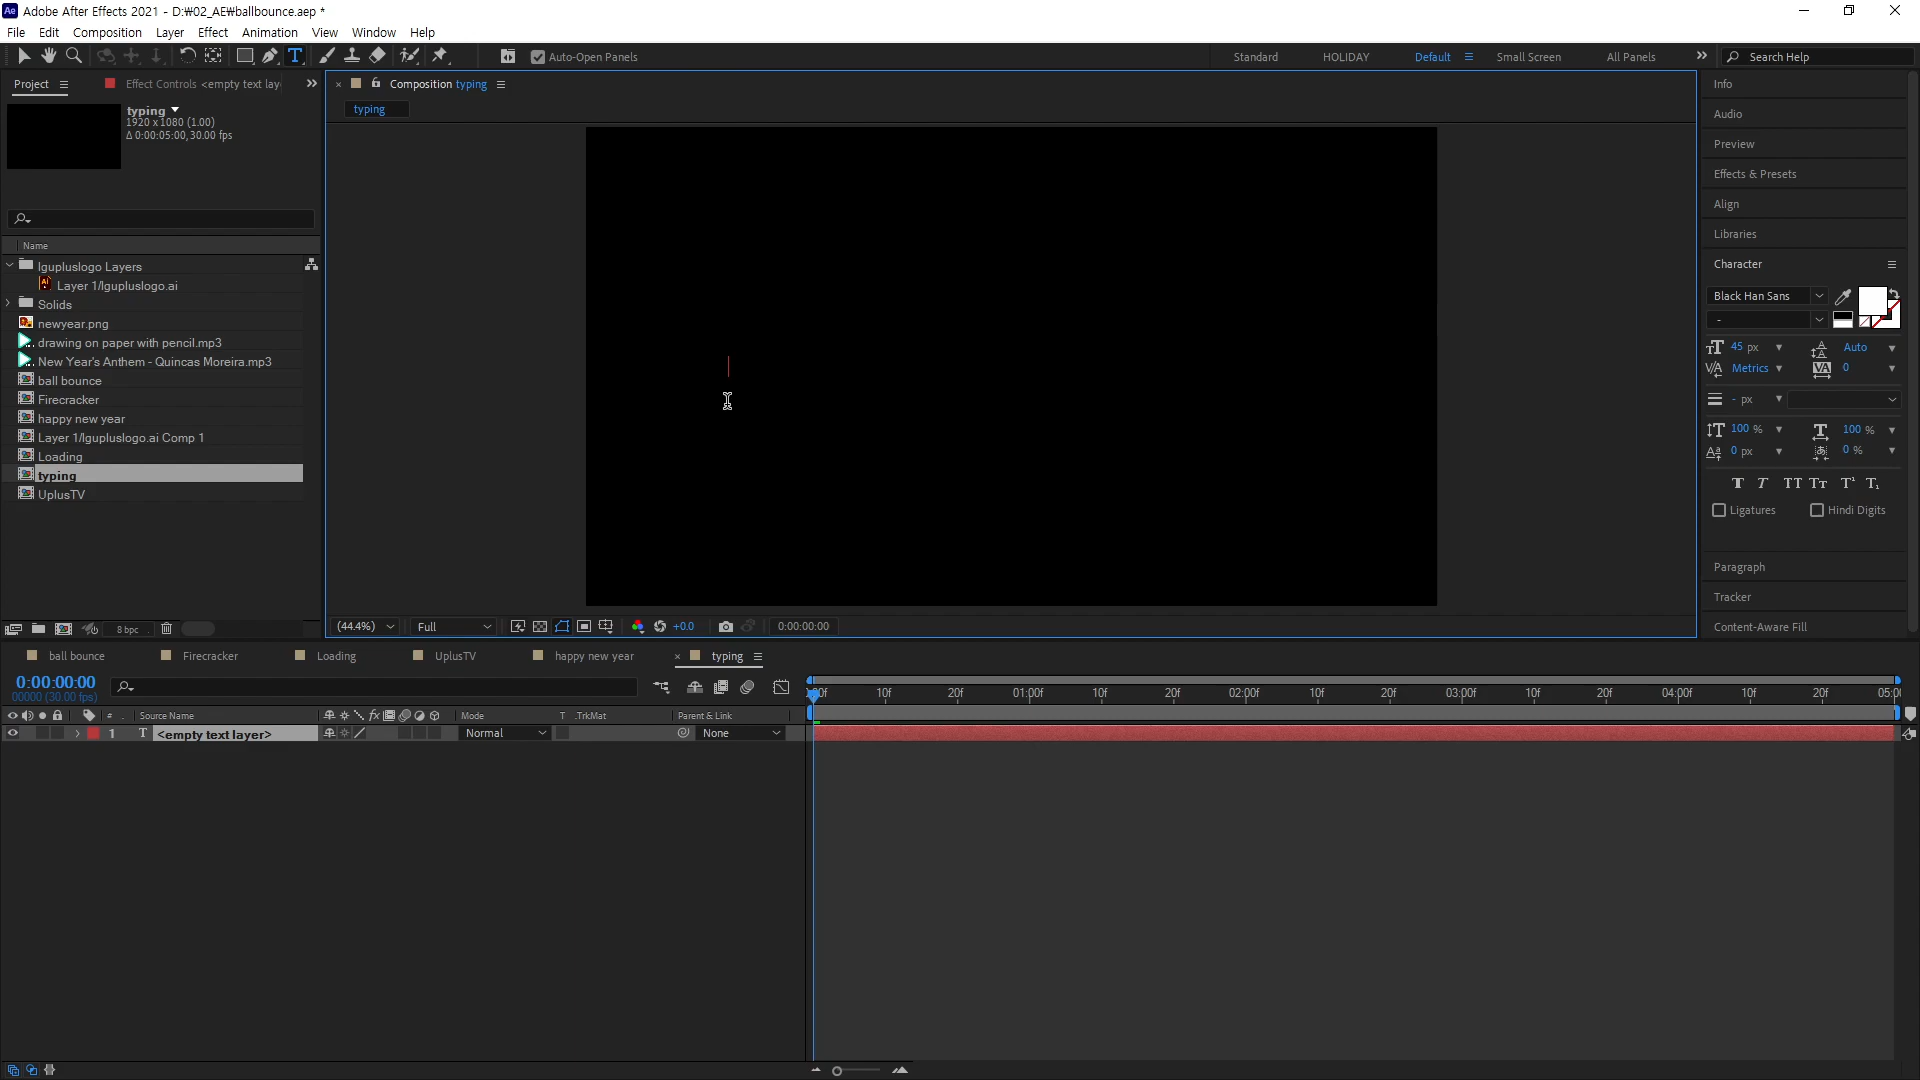 Adobe After Effects 2021 - D:₩02_AE₩ballbounce.aep *
File Edit Composition Layer Effect Animation View Window Help
Auto-Open Panels Standard HOLIDAY Default Small Screen All Panels Search Help
Project Effect Controls <empty text lay
typing
1920 x 1080 (1.00)
Δ 0:00:05:00, 30.00 fps
Name
lgupluslogo Layers
Layer 1/lgupluslogo.ai
Solids
newyear.png
drawing on paper with pencil.mp3
New Year's Anthem - Quincas Moreira.mp3
ball bounce
Firecracker
happy new year
Layer 1/lgupluslogo.ai Comp 1
Loading
typing
UplusTV
8 bpc
Composition typing
typing
(44.4%) Full +0.0 0:00:00:00
Info
Audio
Preview
Effects & Presets
Align
Libraries
Character
Black Han Sans
-
45 px Auto
Metrics 0
- px
100 % 100 %
0 px 0 %
T T TT Tт T¹ T₁
Ligatures Hindi Digits
Paragraph
Tracker
Content-Aware Fill
ball bounce Firecracker Loading UplusTV happy new year typing
0:00:00:00
00000 (30.00 fps)
:00f 10f 20f 01:00f 10f 20f 02:00f 10f 20f 03:00f 10f 20f 04:00f 10f 20f 05:0
# Source Name fx Mode T .TrkMat Parent & Link
1 T <empty text layer> Normal None